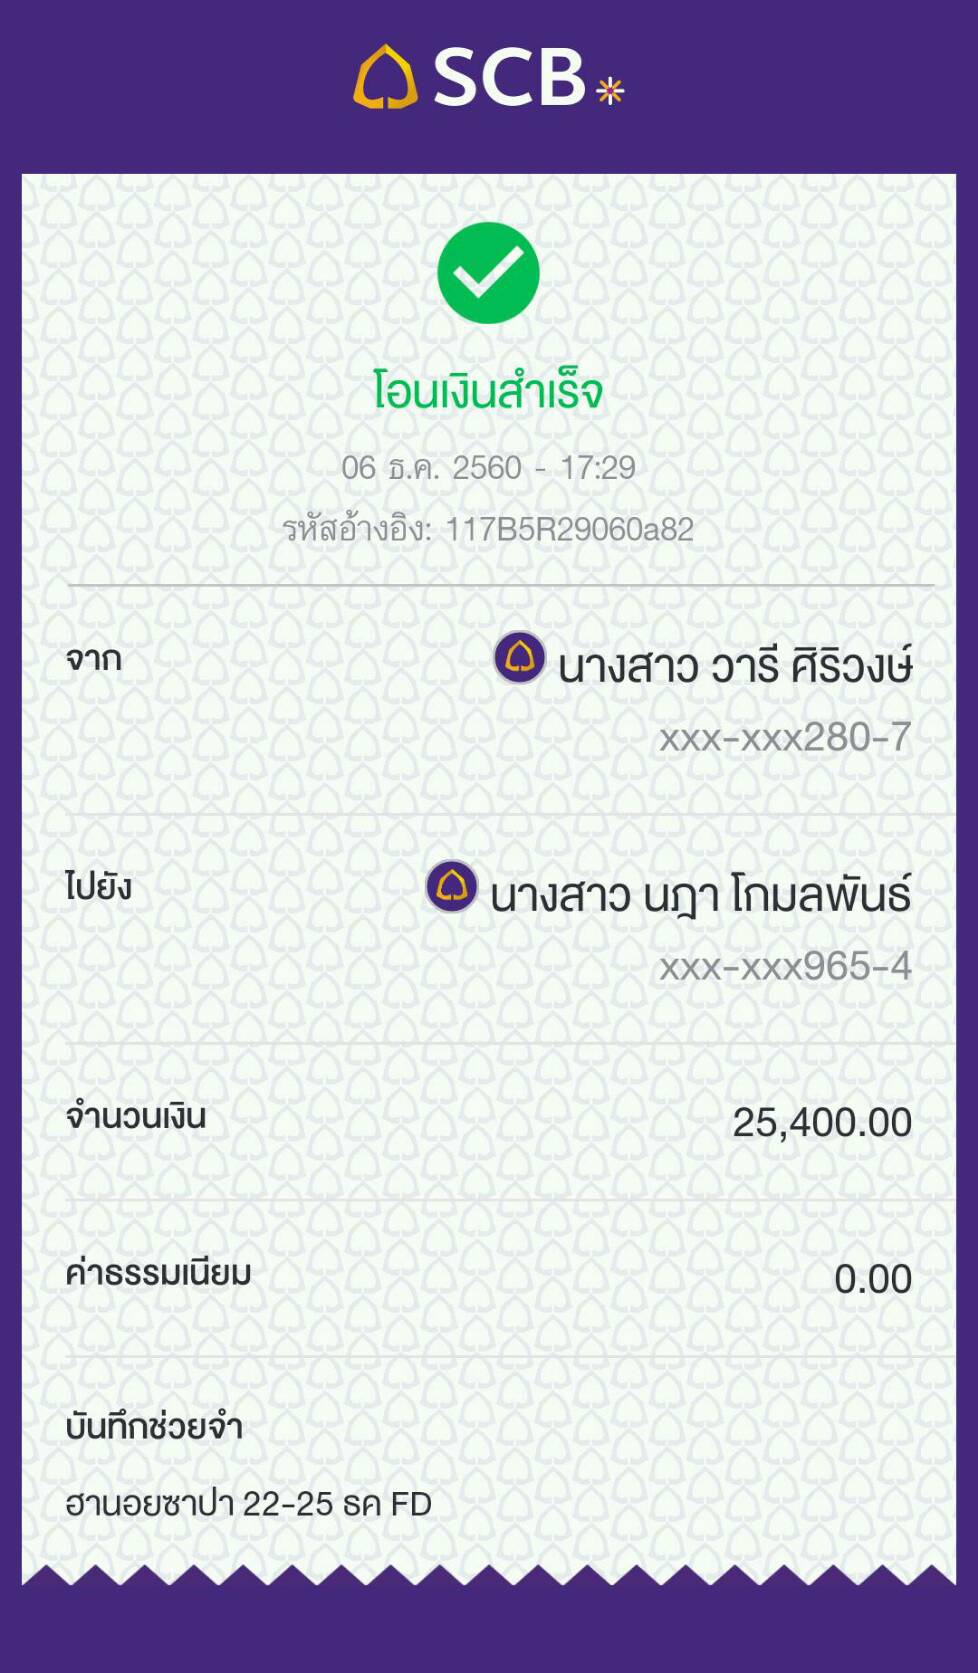 SCB
โอนเงินสำเร็จ
06 ธ.ค. 2560 - 17:29
รหัสอ้างอิง: 117B5R29060a82
จาก
นางสาว วารี ศิริวงษ์
xxx-xxx280-7
ไปยัง
นางสาว นฎา โกมลพันธ์
xxx-xxx965-4
จำนวนเงิน
25,400.00
ค่าธรรมเนียม
0.00
บันทึกช่วยจำ
ฮานอยซาปา 22-25 ธค FD